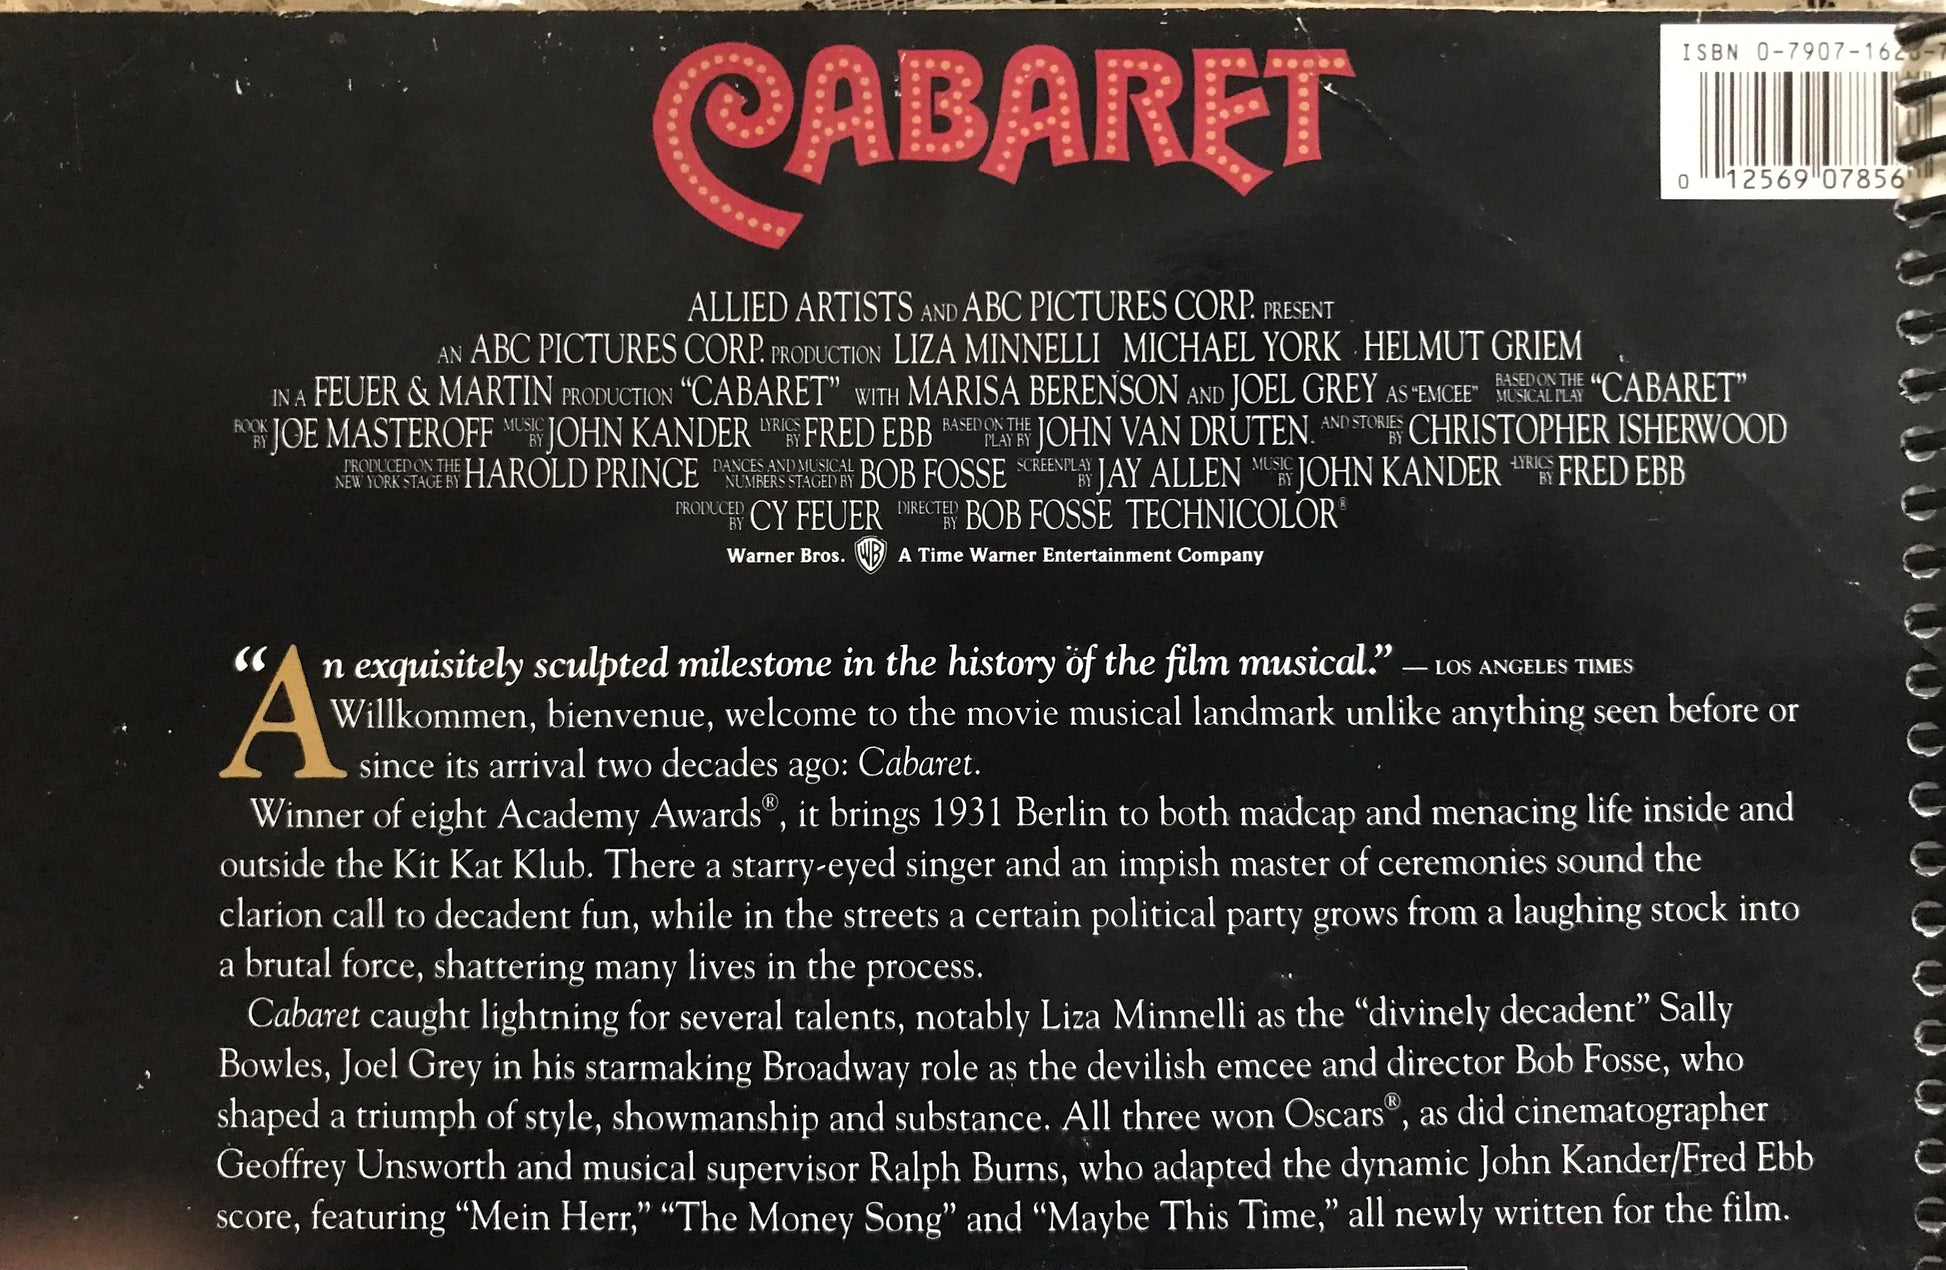 CABARET
ISBN 0-7907-162
0 12569 07856
ALLIED ARTISTS AND ABC PICTURES CORP. PRESENT
AN ABC PICTURES CORP. PRODUCTION LIZA MINNELLI MICHAEL YORK HELMUT GRIEM
IN A FEUER & MARTIN PRODUCTION “CABARET” WITH MARISA BERENSON AND JOEL GREY AS “EMCEE” BASED ON THE MUSICAL PLAY “CABARET”
BOOK BY JOE MASTEROFF MUSIC BY JOHN KANDER LYRICS BY FRED EBB BASED ON THE PLAY BY JOHN VAN DRUTEN AND STORIES BY CHRISTOPHER ISHERWOOD
PRODUCED ON THE NEW YORK STAGE BY HAROLD PRINCE DANCES AND MUSICAL NUMBERS STAGED BY BOB FOSSE SCREENPLAY BY JAY ALLEN MUSIC BY JOHN KANDER LYRICS BY FRED EBB
PRODUCED BY CY FEUER DIRECTED BY BOB FOSSE TECHNICOLOR®
Warner Bros. WB A Time Warner Entertainment Company
“An exquisitely sculpted milestone in the history of the film musical.” — LOS ANGELES TIMES
Willkommen, bienvenue, welcome to the movie musical landmark unlike anything seen before or
since its arrival two decades ago: Cabaret.
Winner of eight Academy Awards®, it brings 1931 Berlin to both madcap and menacing life inside and
outside the Kit Kat Klub. There a starry-eyed singer and an impish master of ceremonies sound the
clarion call to decadent fun, while in the streets a certain political party grows from a laughing stock into
a brutal force, shattering many lives in the process.
Cabaret caught lightning for several talents, notably Liza Minnelli as the “divinely decadent” Sally
Bowles, Joel Grey in his starmaking Broadway role as the devilish emcee and director Bob Fosse, who
shaped a triumph of style, showmanship and substance. All three won Oscars®, as did cinematographer
Geoffrey Unsworth and musical supervisor Ralph Burns, who adapted the dynamic John Kander/Fred Ebb
score, featuring “Mein Herr,” “The Money Song” and “Maybe This Time,” all newly written for the film.